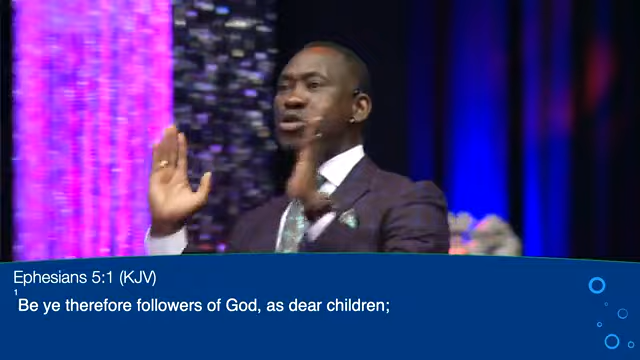 Ephesians 5:1 (KJV)
1 Be ye therefore followers of God, as dear children;